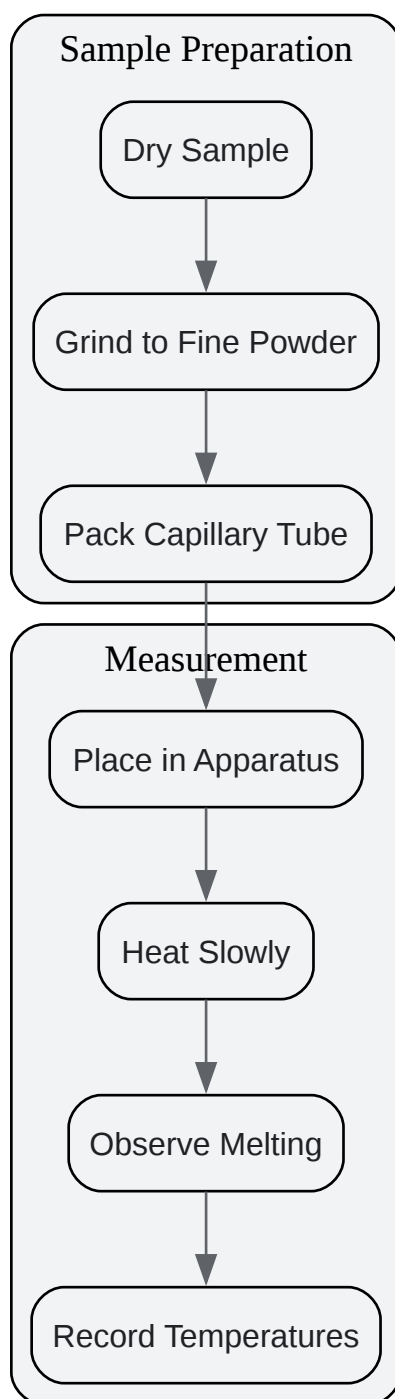 Sample Preparation
Dry Sample
Grind to Fine Powder
Pack Capillary Tube
Measurement
Place in Apparatus
Heat Slowly
Observe Melting
Record Temperatures